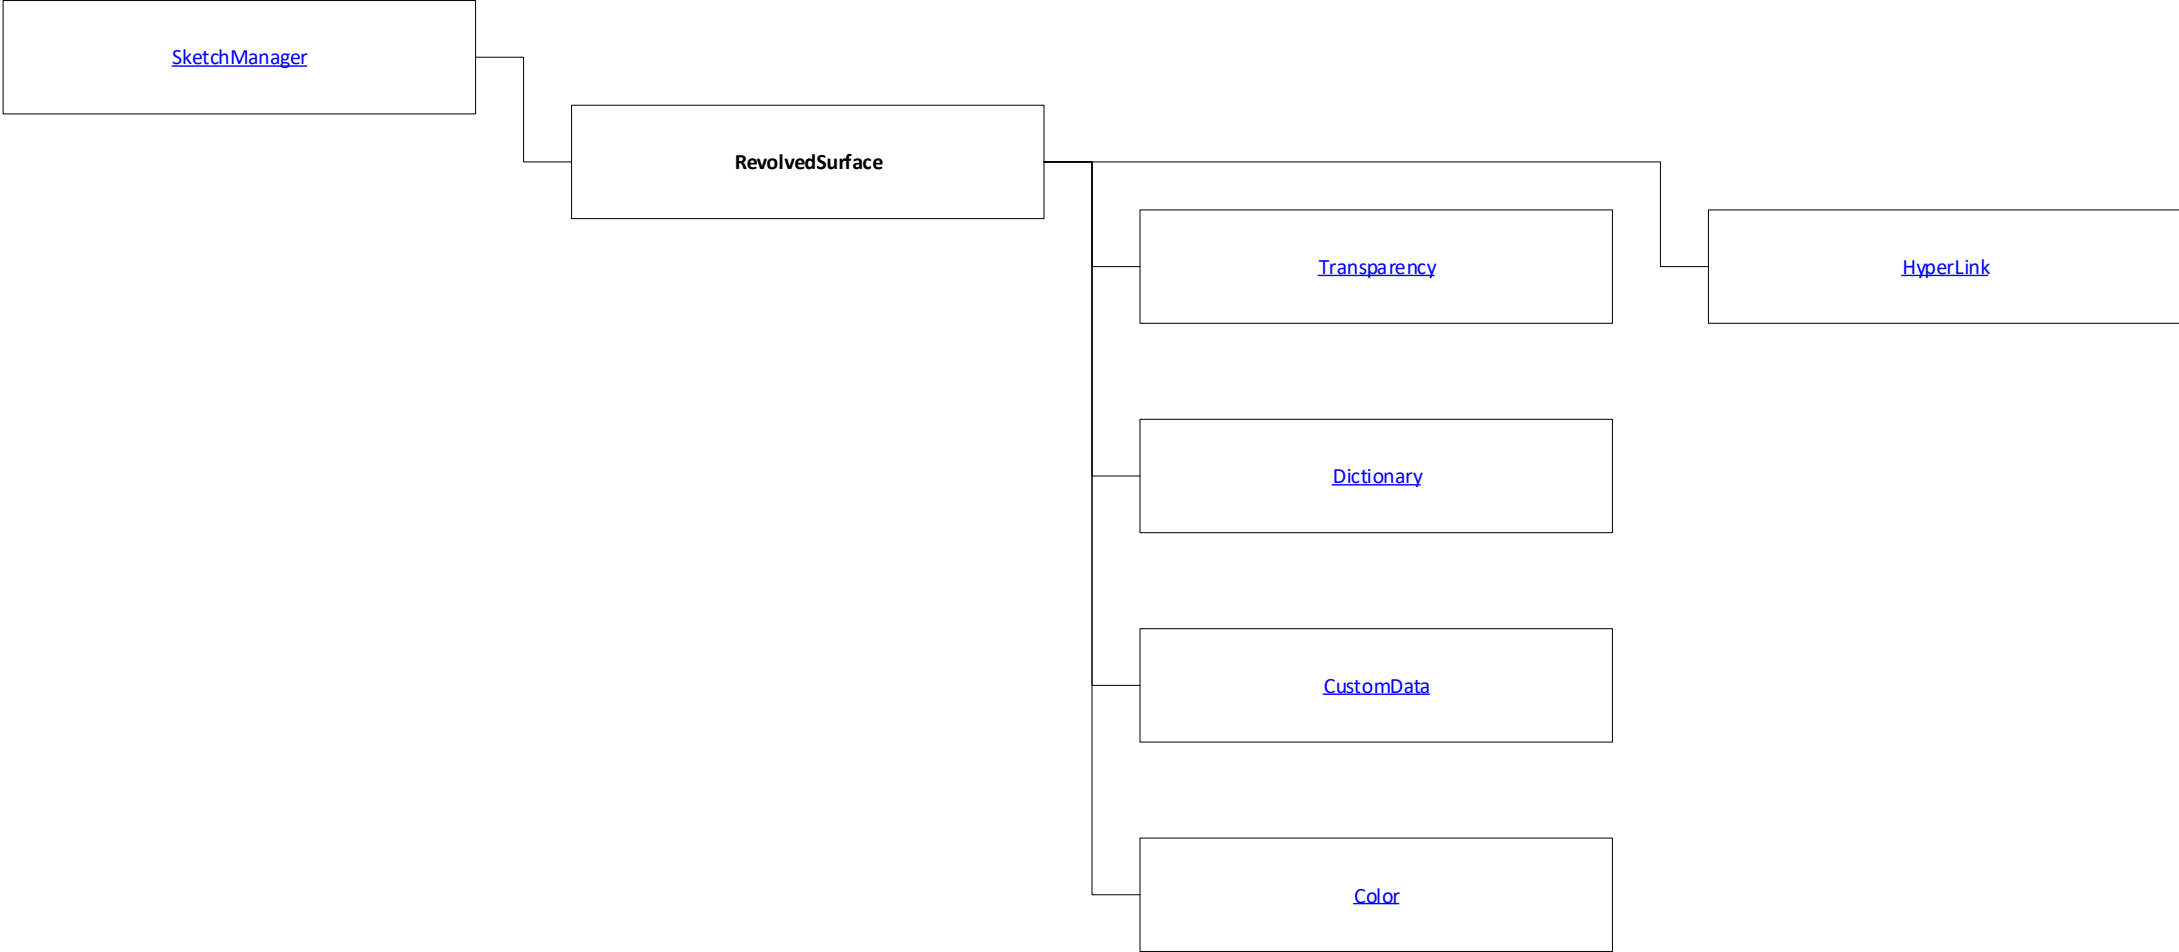 SketchManager
RevolvedSurface
Transparency
HyperLink
Dictionary
CustomData
Color